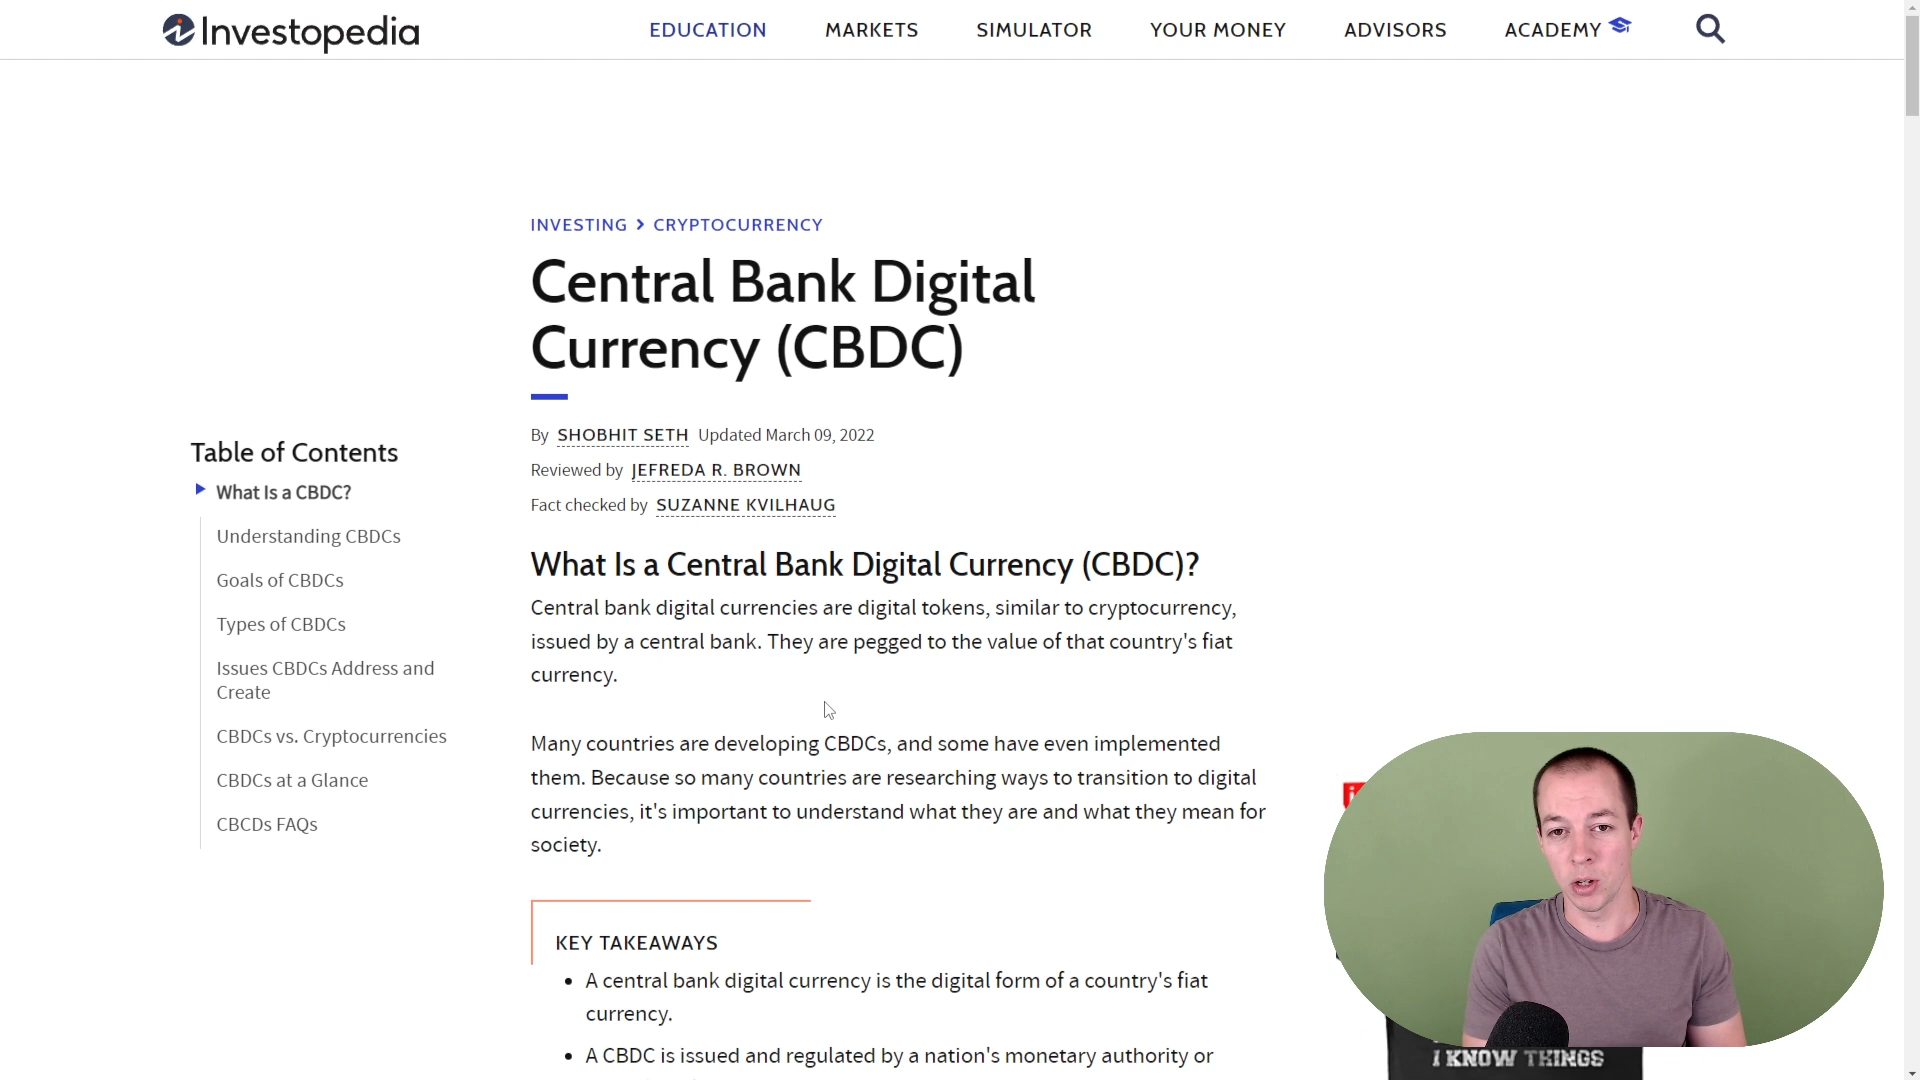 Investopedia
EDUCATION
MARKETS
SIMULATOR
YOUR MONEY
ADVISORS
ACADEMY
INVESTING > CRYPTOCURRENCY
Central Bank Digital
Currency (CBDC)
By SHOBHIT SETH Updated March 09, 2022
Reviewed by JEFREDA R. BROWN
Fact checked by SUZANNE KVILHAUG
Table of Contents
What Is a CBDC?
Understanding CBDCs
Goals of CBDCs
Types of CBDCs
Issues CBDCs Address and
Create
CBDCs vs. Cryptocurrencies
CBDCs at a Glance
CBCDs FAQs
What Is a Central Bank Digital Currency (CBDC)?
Central bank digital currencies are digital tokens, similar to cryptocurrency,
issued by a central bank. They are pegged to the value of that country's fiat
currency.
Many countries are developing CBDCs, and some have even implemented
them. Because so many countries are researching ways to transition to digital
currencies, it's important to understand what they are and what they mean for
society.
KEY TAKEAWAYS
• A central bank digital currency is the digital form of a country's fiat
currency.
• A CBDC is issued and regulated by a nation's monetary authority or
I KNOW THINGS